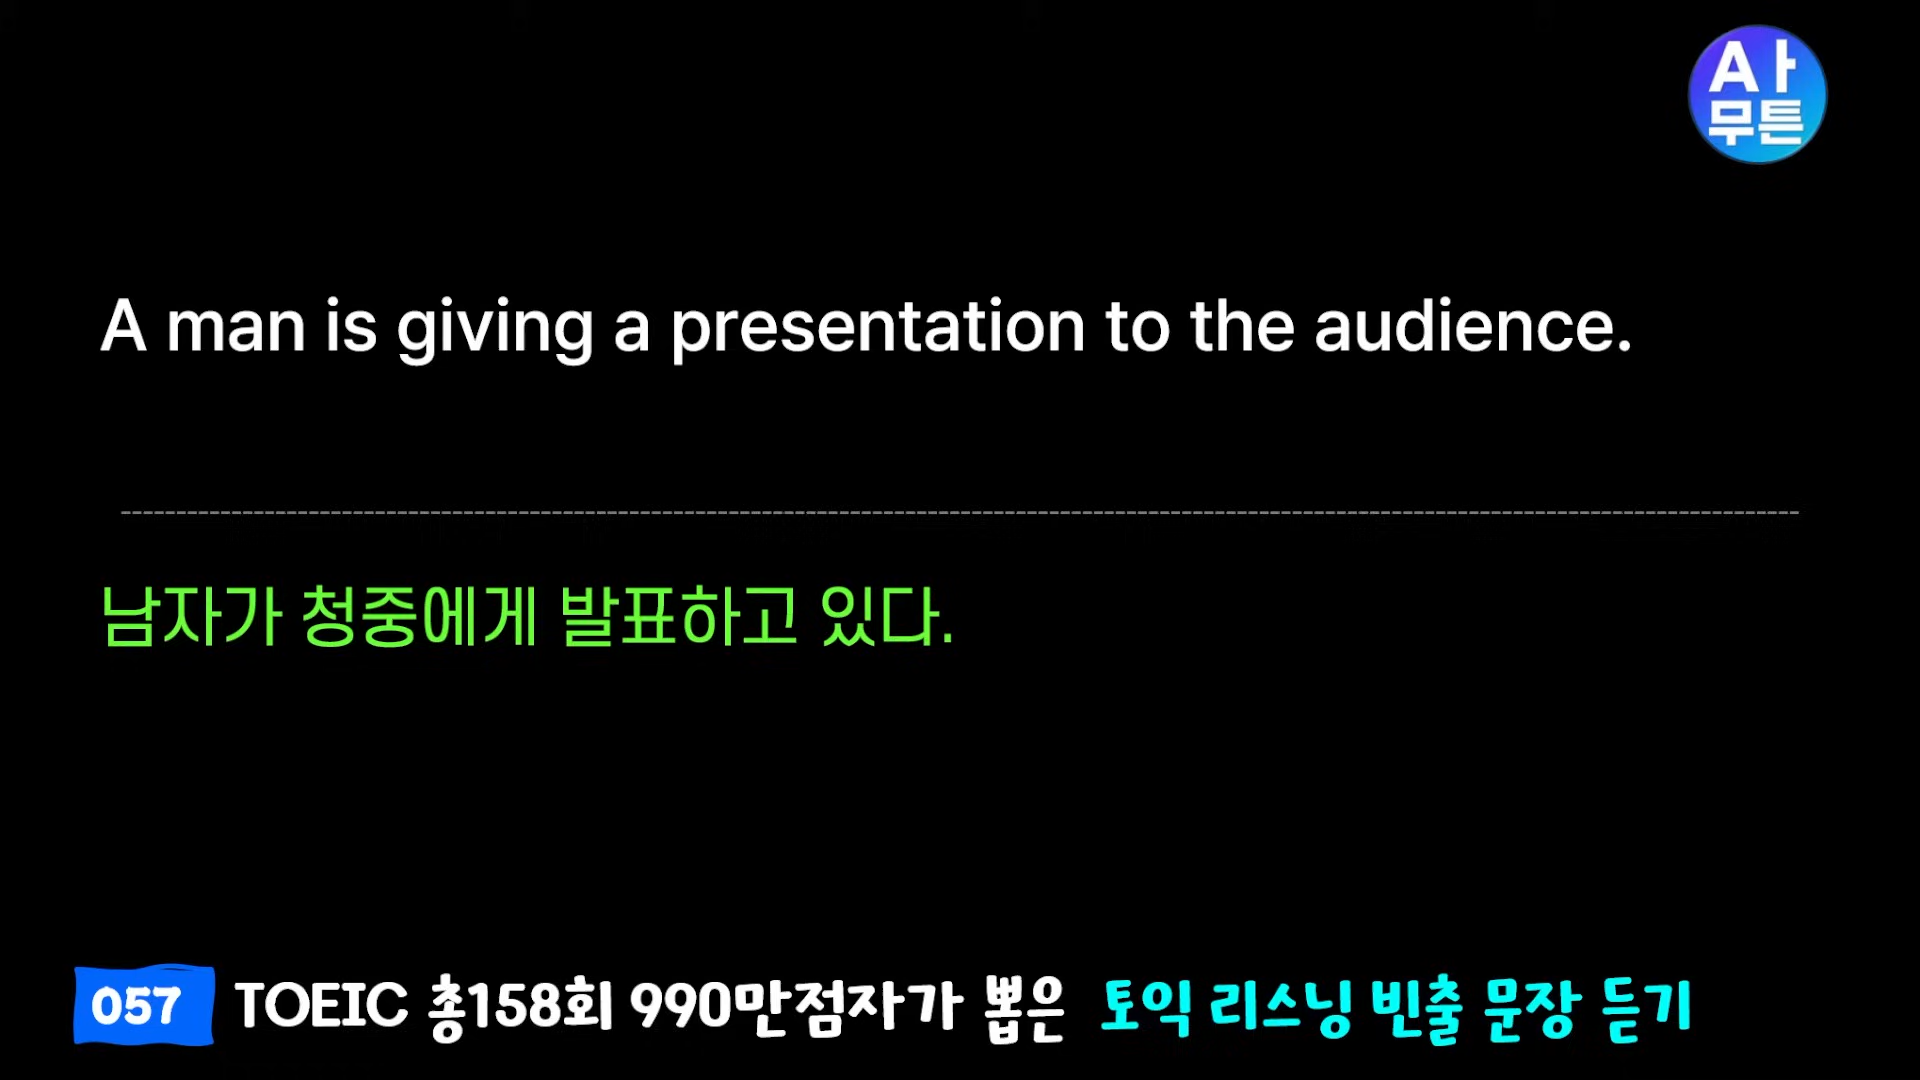 A사
무튼
A man is giving a presentation to the audience.
남자가 청중에게 발표하고 있다.
057 TOEIC 총158회 990만점자가 뽑은 토익 리스닝 빈출 문장 듣기